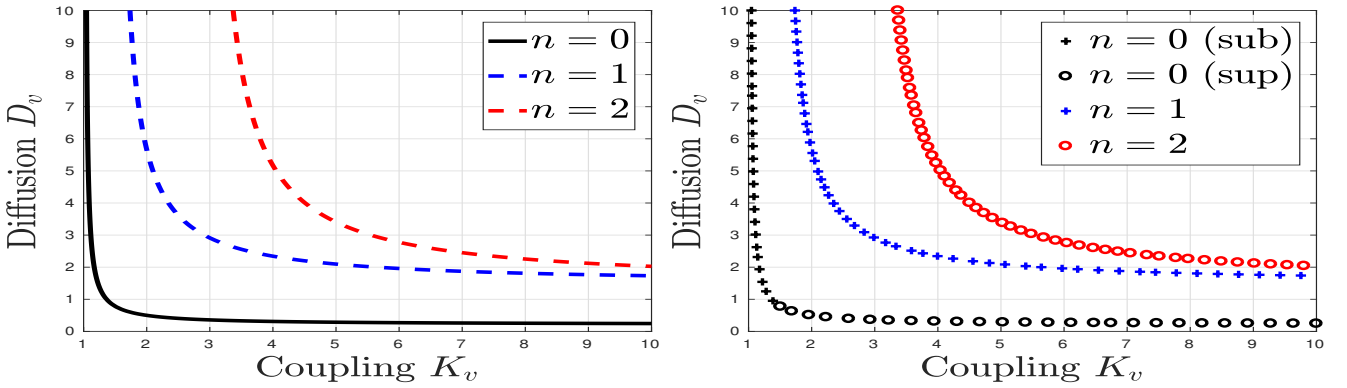 10
9
8
7
6
5
4
3
2
1
0
Diffusion D_v
n = 0
n = 1
n = 2
1 2 3 4 5 6 7 8 9 10
Coupling K_v
10
9
8
7
6
5
4
3
2
1
0
Diffusion D_v
n = 0 (sub)
n = 0 (sup)
n = 1
n = 2
1 2 3 4 5 6 7 8 9 10
Coupling K_v